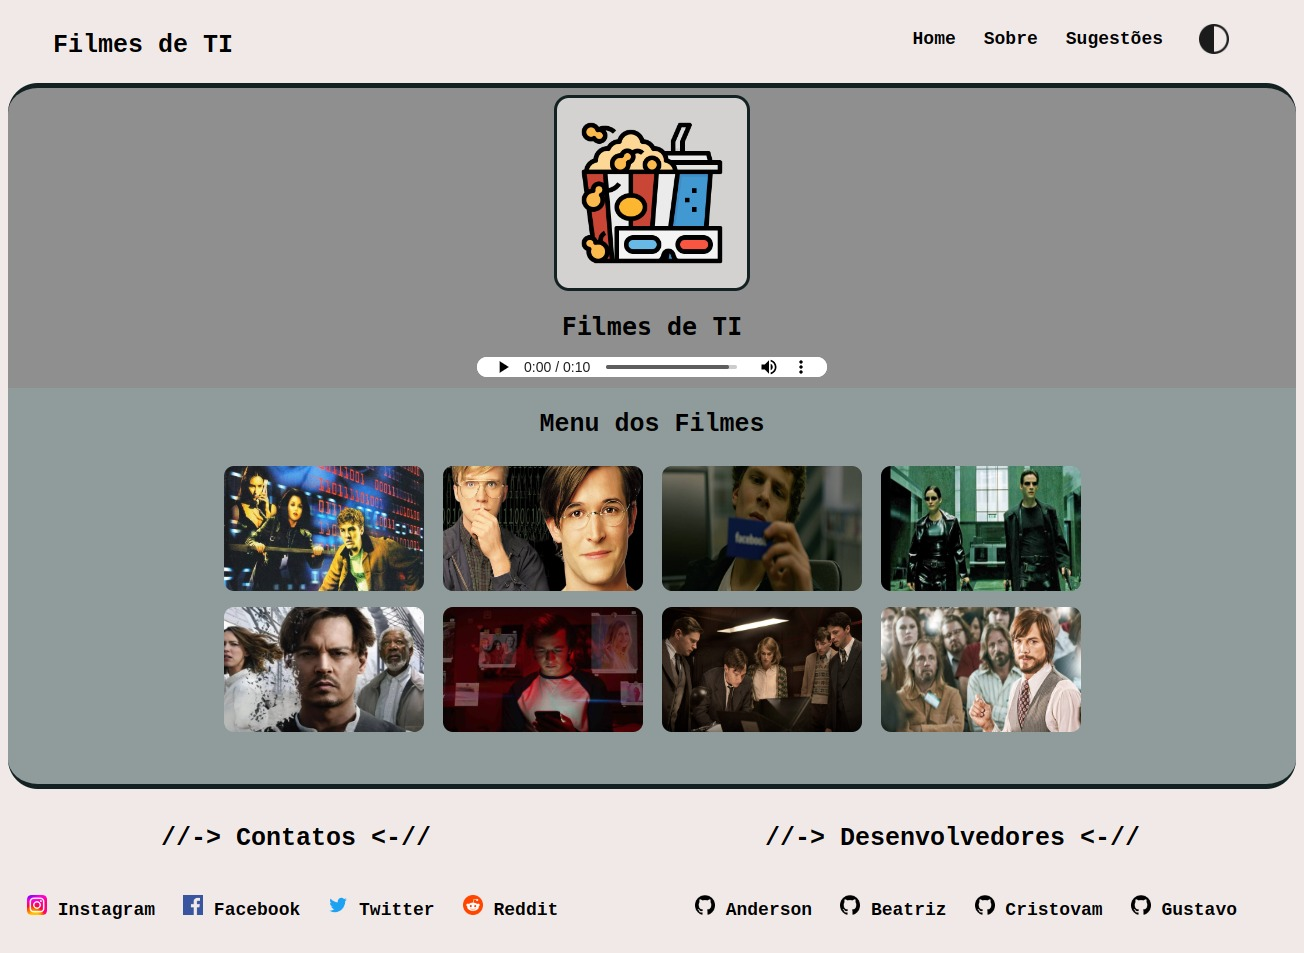 Filmes de TI
Home Sobre Sugestões
Filmes de TI
0:00 / 0:10
Menu dos Filmes
//-> Contatos <-// //-> Desenvolvedores <-//
Instagram Facebook Twitter Reddit Anderson Beatriz Cristovam Gustavo